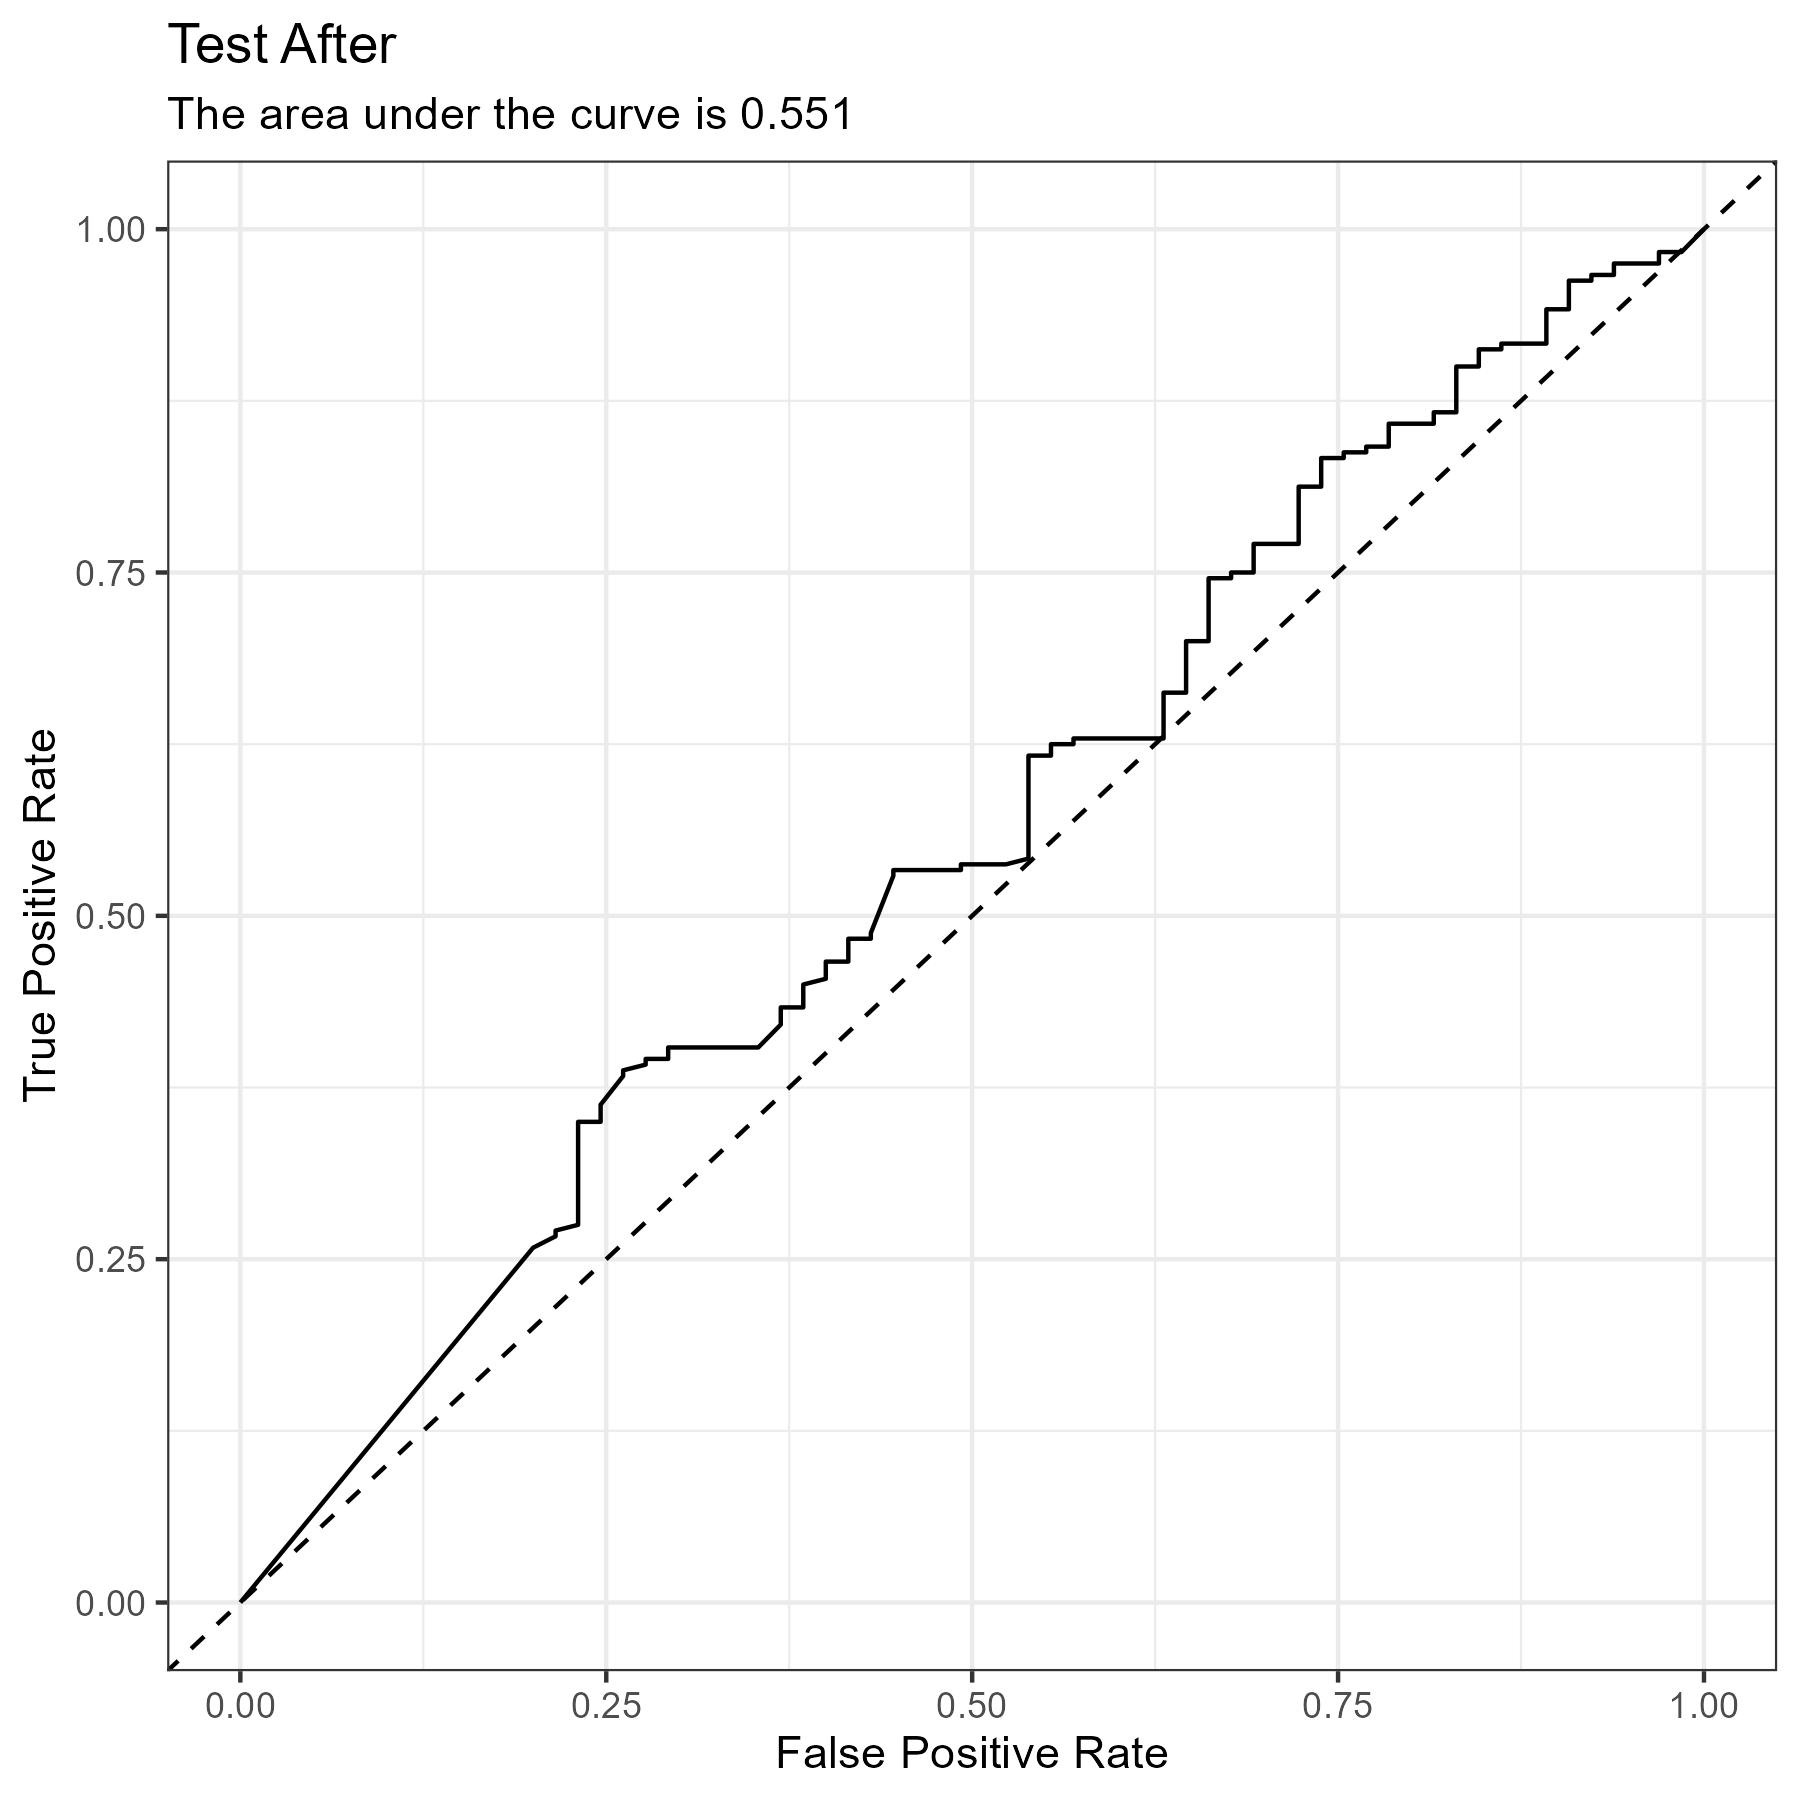 Test After
The area under the curve is 0.551
1.00
0.75
0.50
0.25
0.00
True Positive Rate
0.00 0.25 0.50 0.75 1.00
False Positive Rate